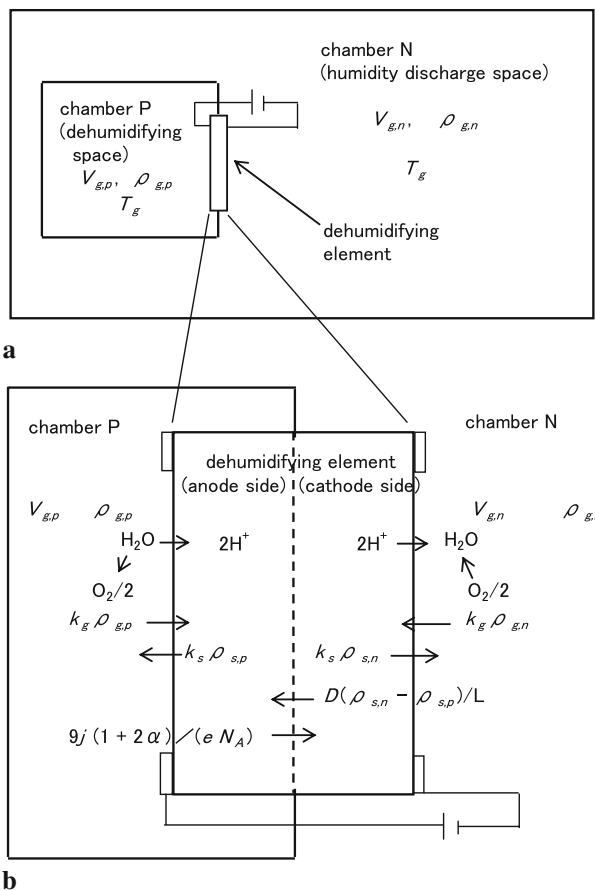 chamber N
(humidity discharge space)
V_{g,n}, ρ_{g,n}
T_g
chamber P
(dehumidifying
space)
V_{g,p}, ρ_{g,p}
T_g
dehumidifying
element
a
chamber P
chamber N
dehumidifying element
(anode side) (cathode side)
V_{g,p} ρ_{g,p}
V_{g,n} ρ_{g,}
H₂O 2H⁺ 2H⁺ H₂O
O₂/2 O₂/2
k_g ρ_{g,p} k_g ρ_{g,n}
k_s ρ_{s,p} k_s ρ_{s,n}
D(ρ_{s,n} − ρ_{s,p})/L
9j (1 + 2α)/(e N_A)
b